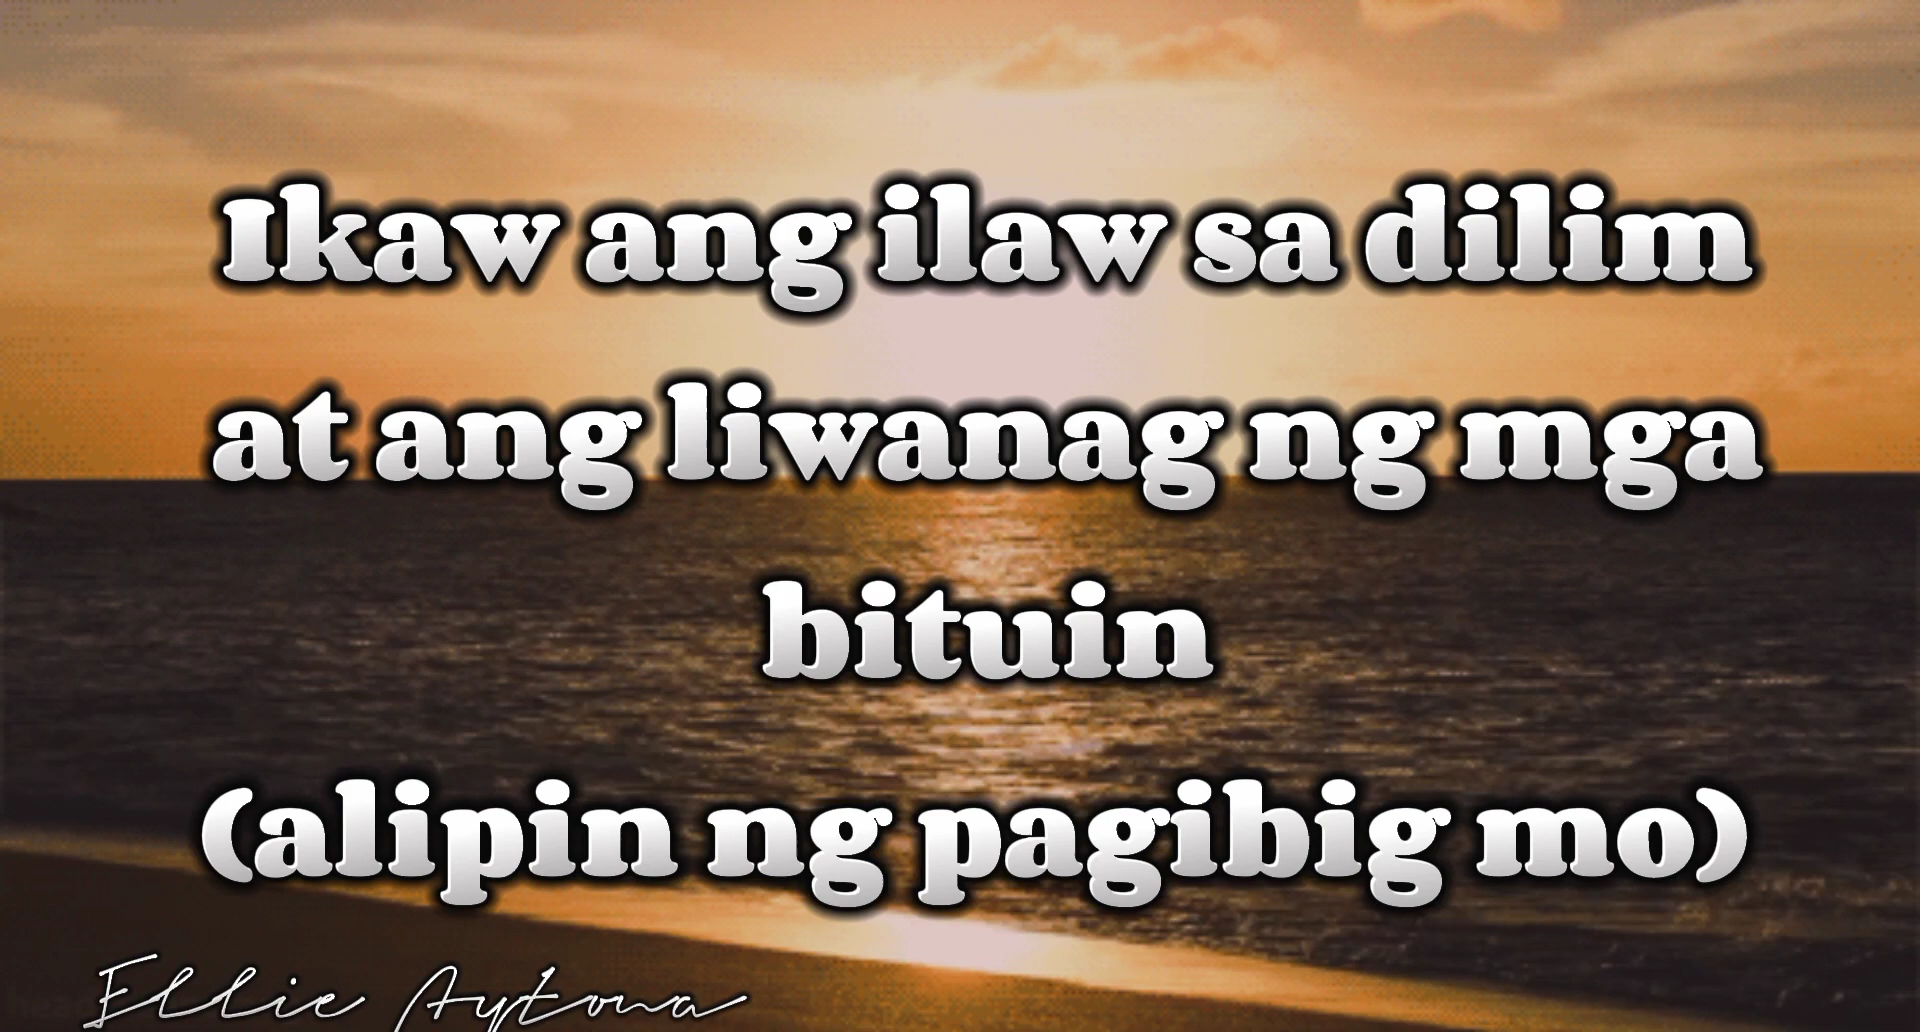 Ikaw ang ilaw sa dilim
at ang liwanag ng mga
bituin
(alipin ng pagibig mo)
Ellie Aytona